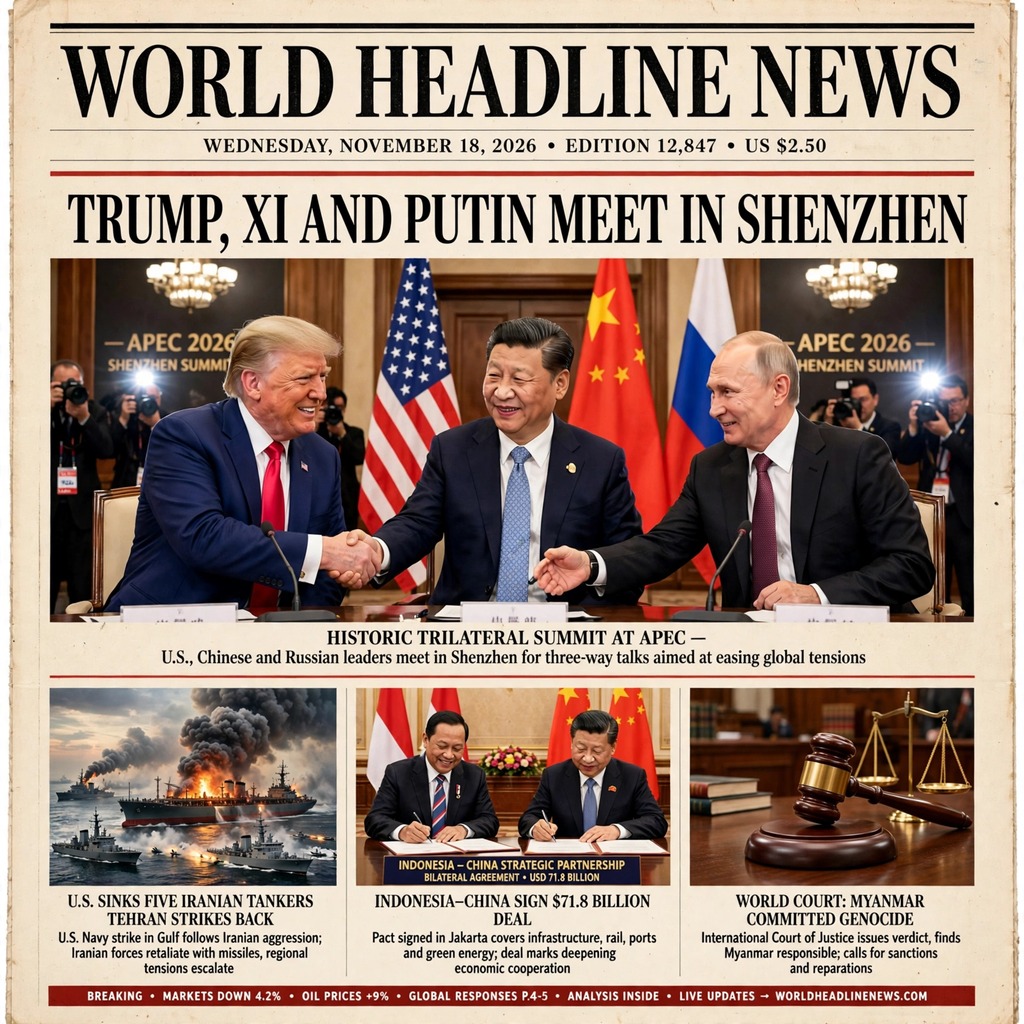 WORLD HEADLINE NEWS
WEDNESDAY, NOVEMBER 18, 2026 • EDITION 12,847 • US $2.50
TRUMP, XI AND PUTIN MEET IN SHENZHEN
— APEC 2026
SHENZHEN SUMMIT
— APEC 2026 —
SHENZHEN SUMMIT
HISTORIC TRILATERAL SUMMIT AT APEC —
U.S., Chinese and Russian leaders meet in Shenzhen for three-way talks aimed at easing global tensions
U.S. SINKS FIVE IRANIAN TANKERS
TEHRAN STRIKES BACK
U.S. Navy strike in Gulf follows Iranian aggression;
Iranian forces retaliate with missiles, regional
tensions escalate
INDONESIA – CHINA STRATEGIC PARTNERSHIP
BILATERAL AGREEMENT • USD 71.8 BILLION
INDONESIA–CHINA SIGN $71.8 BILLION
DEAL
Pact signed in Jakarta covers infrastructure, rail, ports
and green energy; deal marks deepening
economic cooperation
WORLD COURT: MYANMAR
COMMITTED GENOCIDE
International Court of Justice issues verdict, finds
Myanmar responsible; calls for sanctions
and reparations
BREAKING • MARKETS DOWN 4.2% • OIL PRICES +9% • GLOBAL RESPONSES P.4-5 • ANALYSIS INSIDE • LIVE UPDATES → WORLDHEADLINENEWS.COM